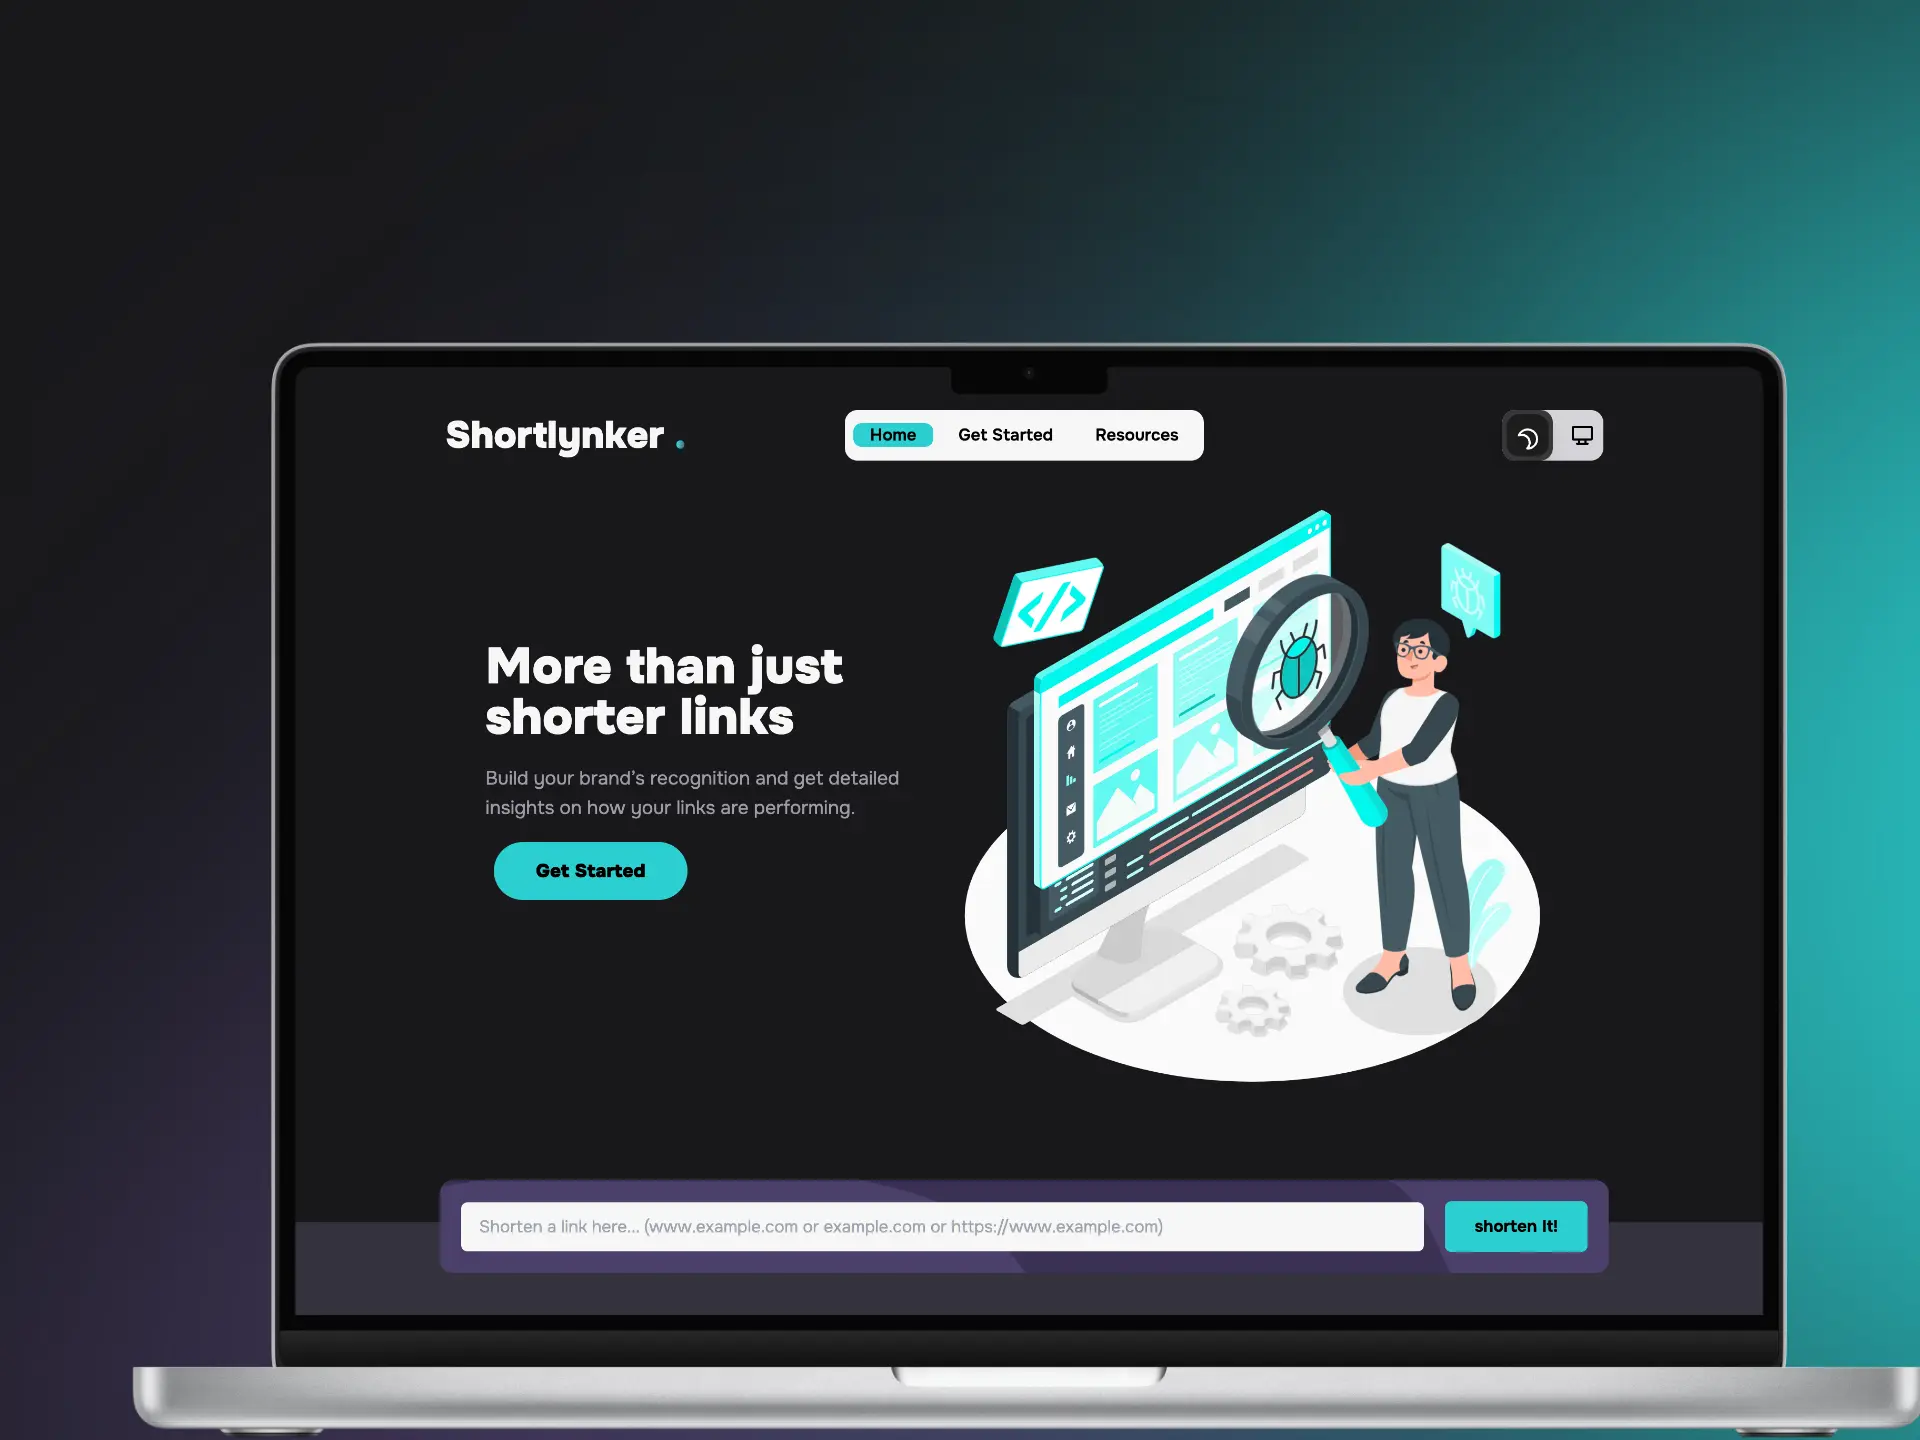 Shortlynker .
Home
Get Started
Resources
More than just
shorter links
Build your brand’s recognition and get detailed
insights on how your links are performing.
Get Started
</>
Shorten a link here... (www.example.com or example.com or https://www.example.com)
shorten It!